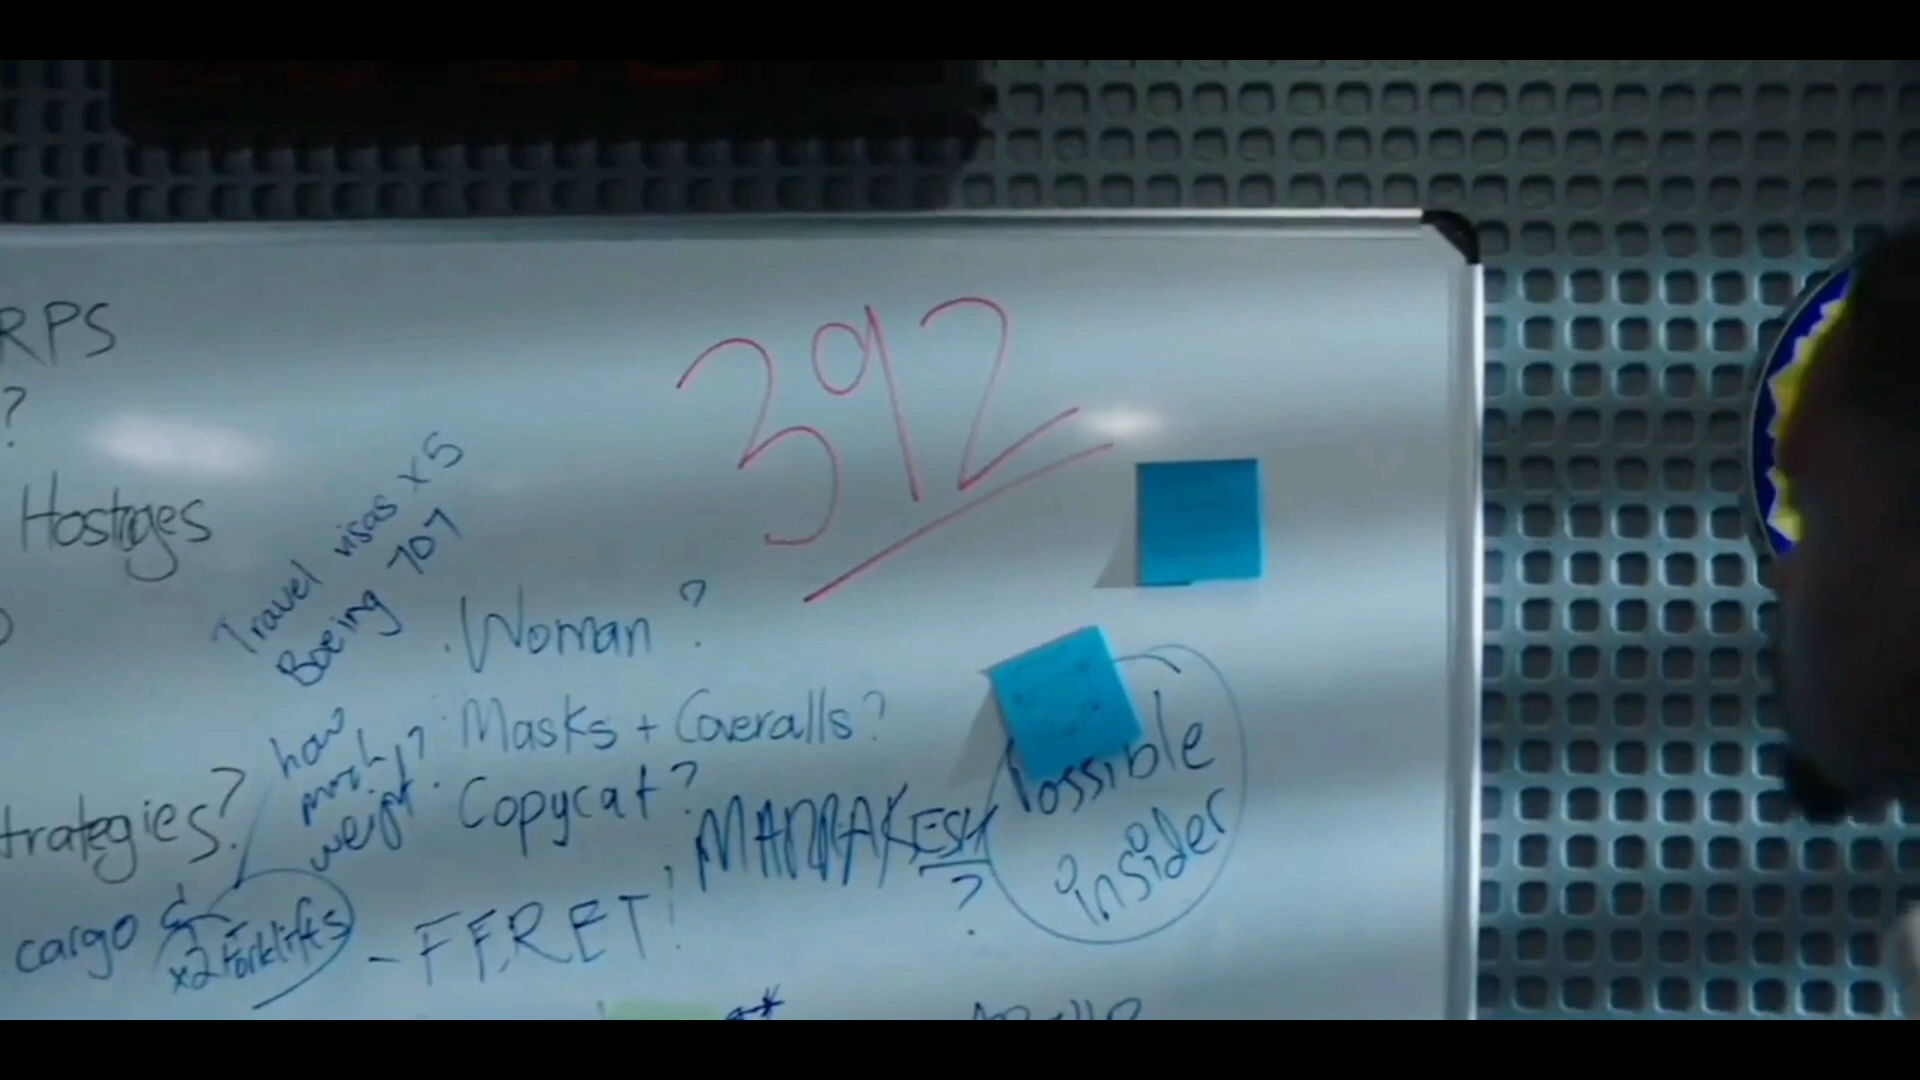 RPS
?
392
Hostages
Travel visas x 5
Boeing 707
Woman ?
how
much
weight?
Masks + Coveralls?
trategies?
Copycat?
MARRAKESH
?
Possible
insider
cargo &
x2 Forklifts
- FERET!